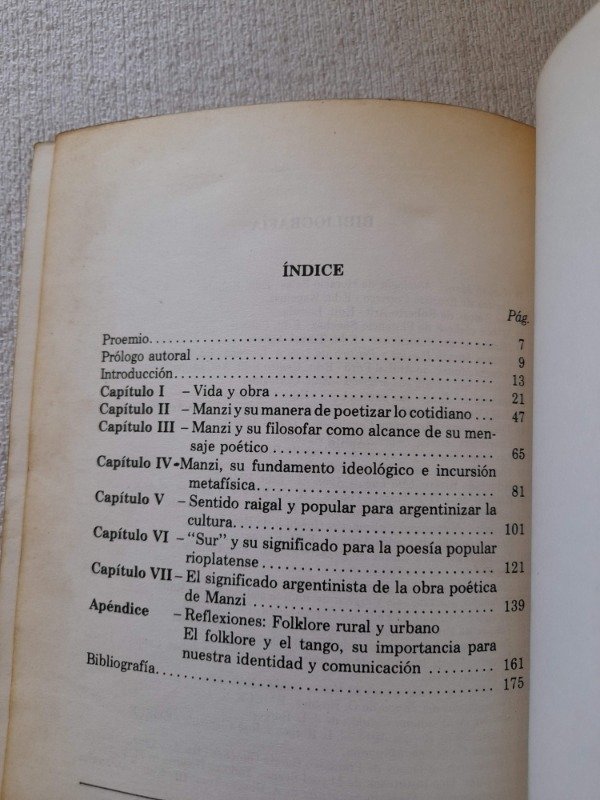 ÍNDICE
Pág.
Proemio........................................................ 7
Prólogo autoral ................................................ 9
Introducción................................................... 13
Capítulo I – Vida y obra ...................................... 21
Capítulo II – Manzi y su manera de poetizar lo cotidiano ... 47
Capítulo III – Manzi y su filosofar como alcance de su men-
saje poético .................................... 65
Capítulo IV-Manzi, su fundamento ideológico e incursión
metafísica....................................... 81
Capítulo V – Sentido raigal y popular para argentinizar la
cultura.......................................... 101
Capítulo VI – “Sur” y su significado para la poesía popular
rioplatense ..................................... 121
Capítulo VII – El significado argentinista de la obra poética
de Manzi ........................................ 139
Apéndice – Reflexiones: Folklore rural y urbano
El folklore y el tango, su importancia para
nuestra identidad y comunicación ......... 161
Bibliografía................................................... 175